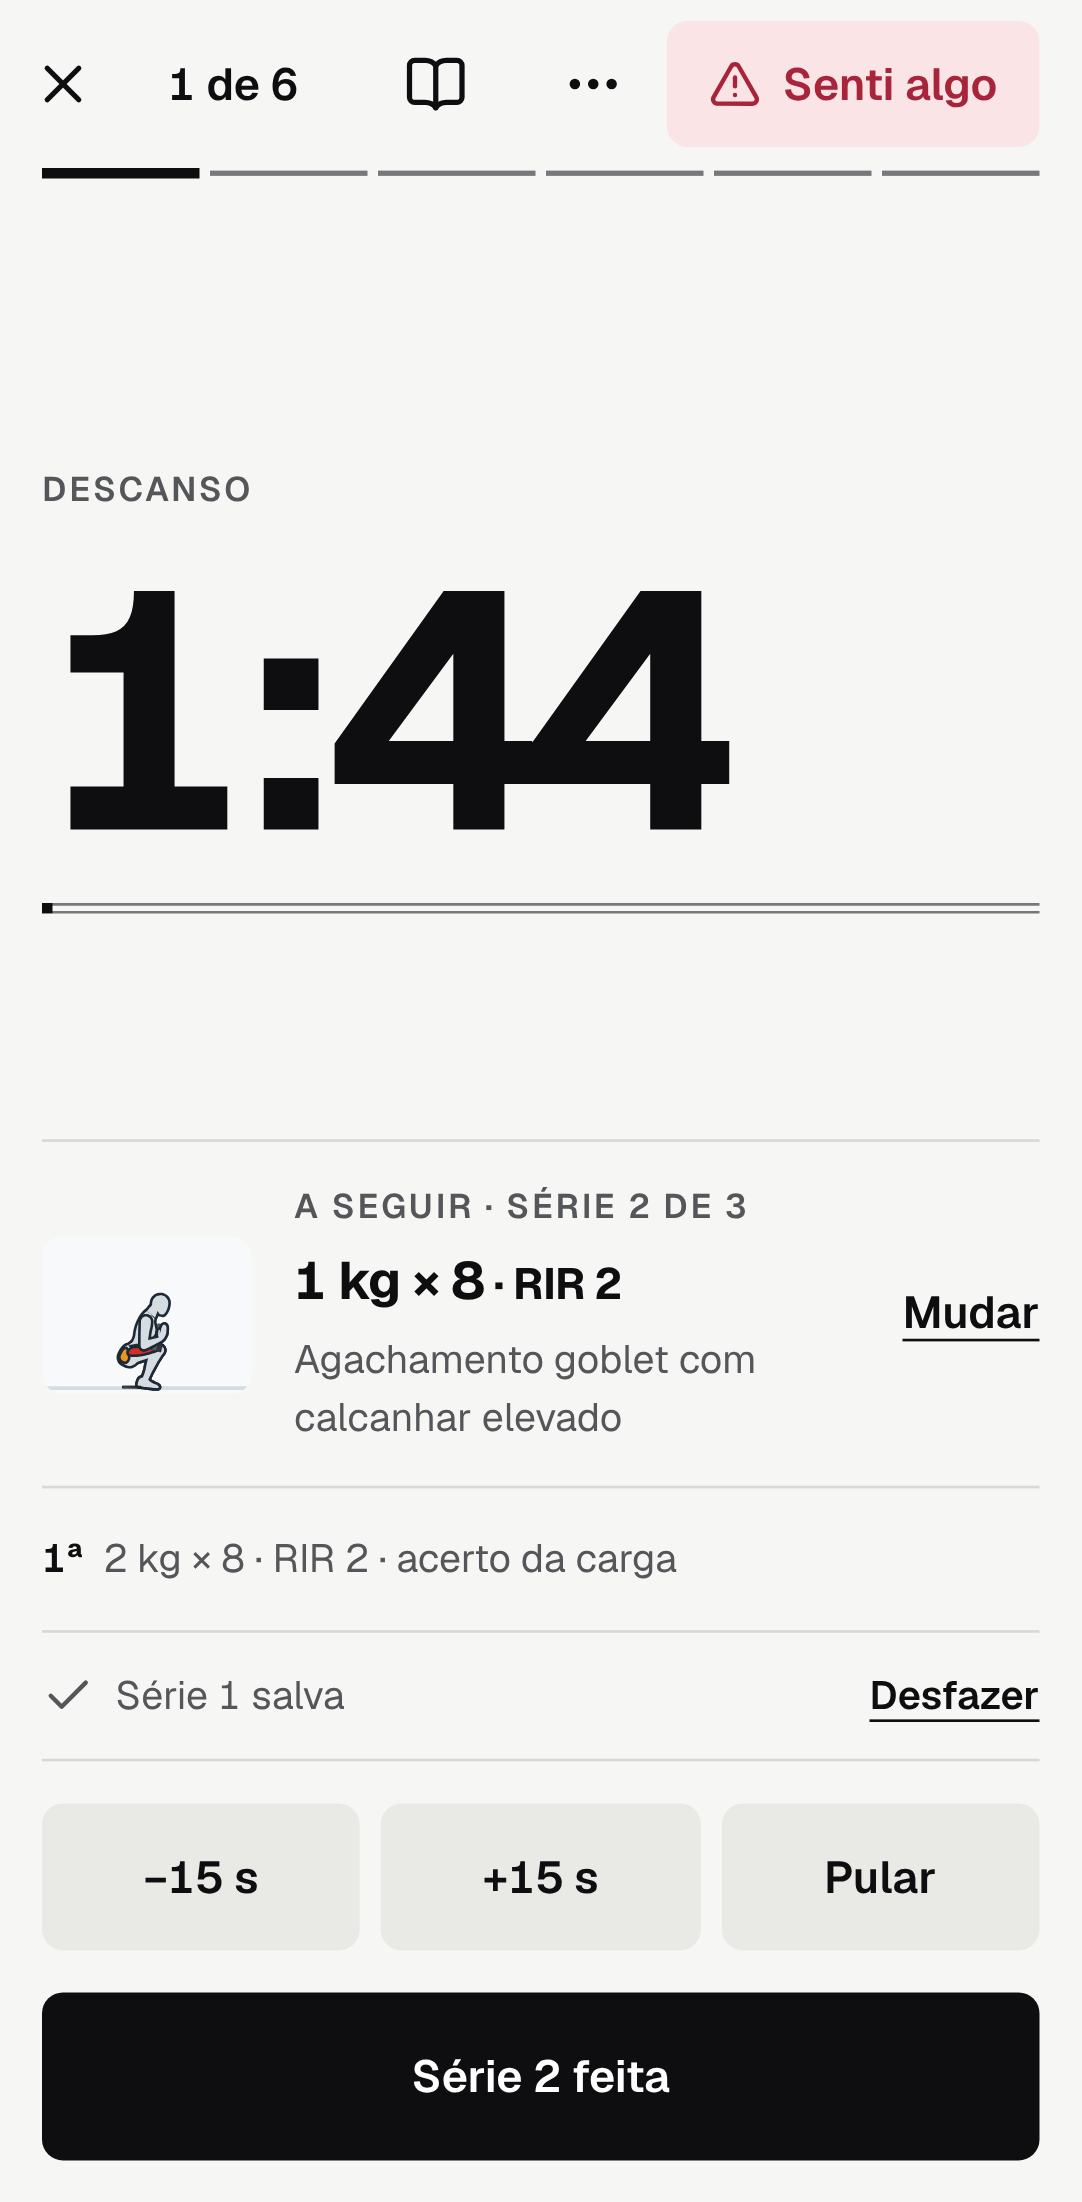 1 de 6
Senti algo
DESCANSO
1:44
A SEGUIR · SÉRIE 2 DE 3
1 kg × 8 · RIR 2
Mudar
Agachamento goblet com
calcanhar elevado
1ª 2 kg × 8 · RIR 2 · acerto da carga
Série 1 salva
Desfazer
−15 s
+15 s
Pular
Série 2 feita